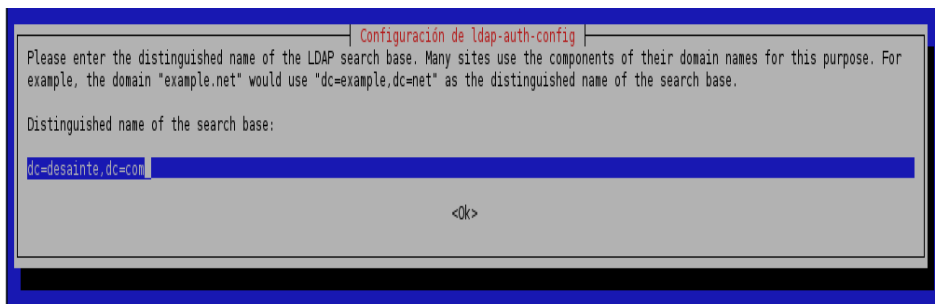 Configuración de ldap-auth-config
Please enter the distinguished name of the LDAP search base. Many sites use the components of their domain names for this purpose. For
example, the domain "example.net" would use "dc=example,dc=net" as the distinguished name of the search base.
Distinguished name of the search base:
dc=desainte,dc=com
<Ok>